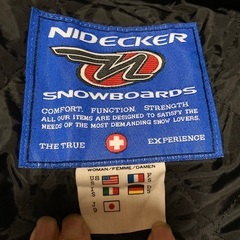 NIDECKER
SNOWBOARDS
COMFORT. FUNCTION. STRENGTH
ALL OUR ITEMS ARE DESIGNED TO SATISFY THE
NEEDS OF THE MOST DEMANDING SNOW LOVERS.
THE TRUE EXPERIENCE
WOMAN/FEMME/DAMEN